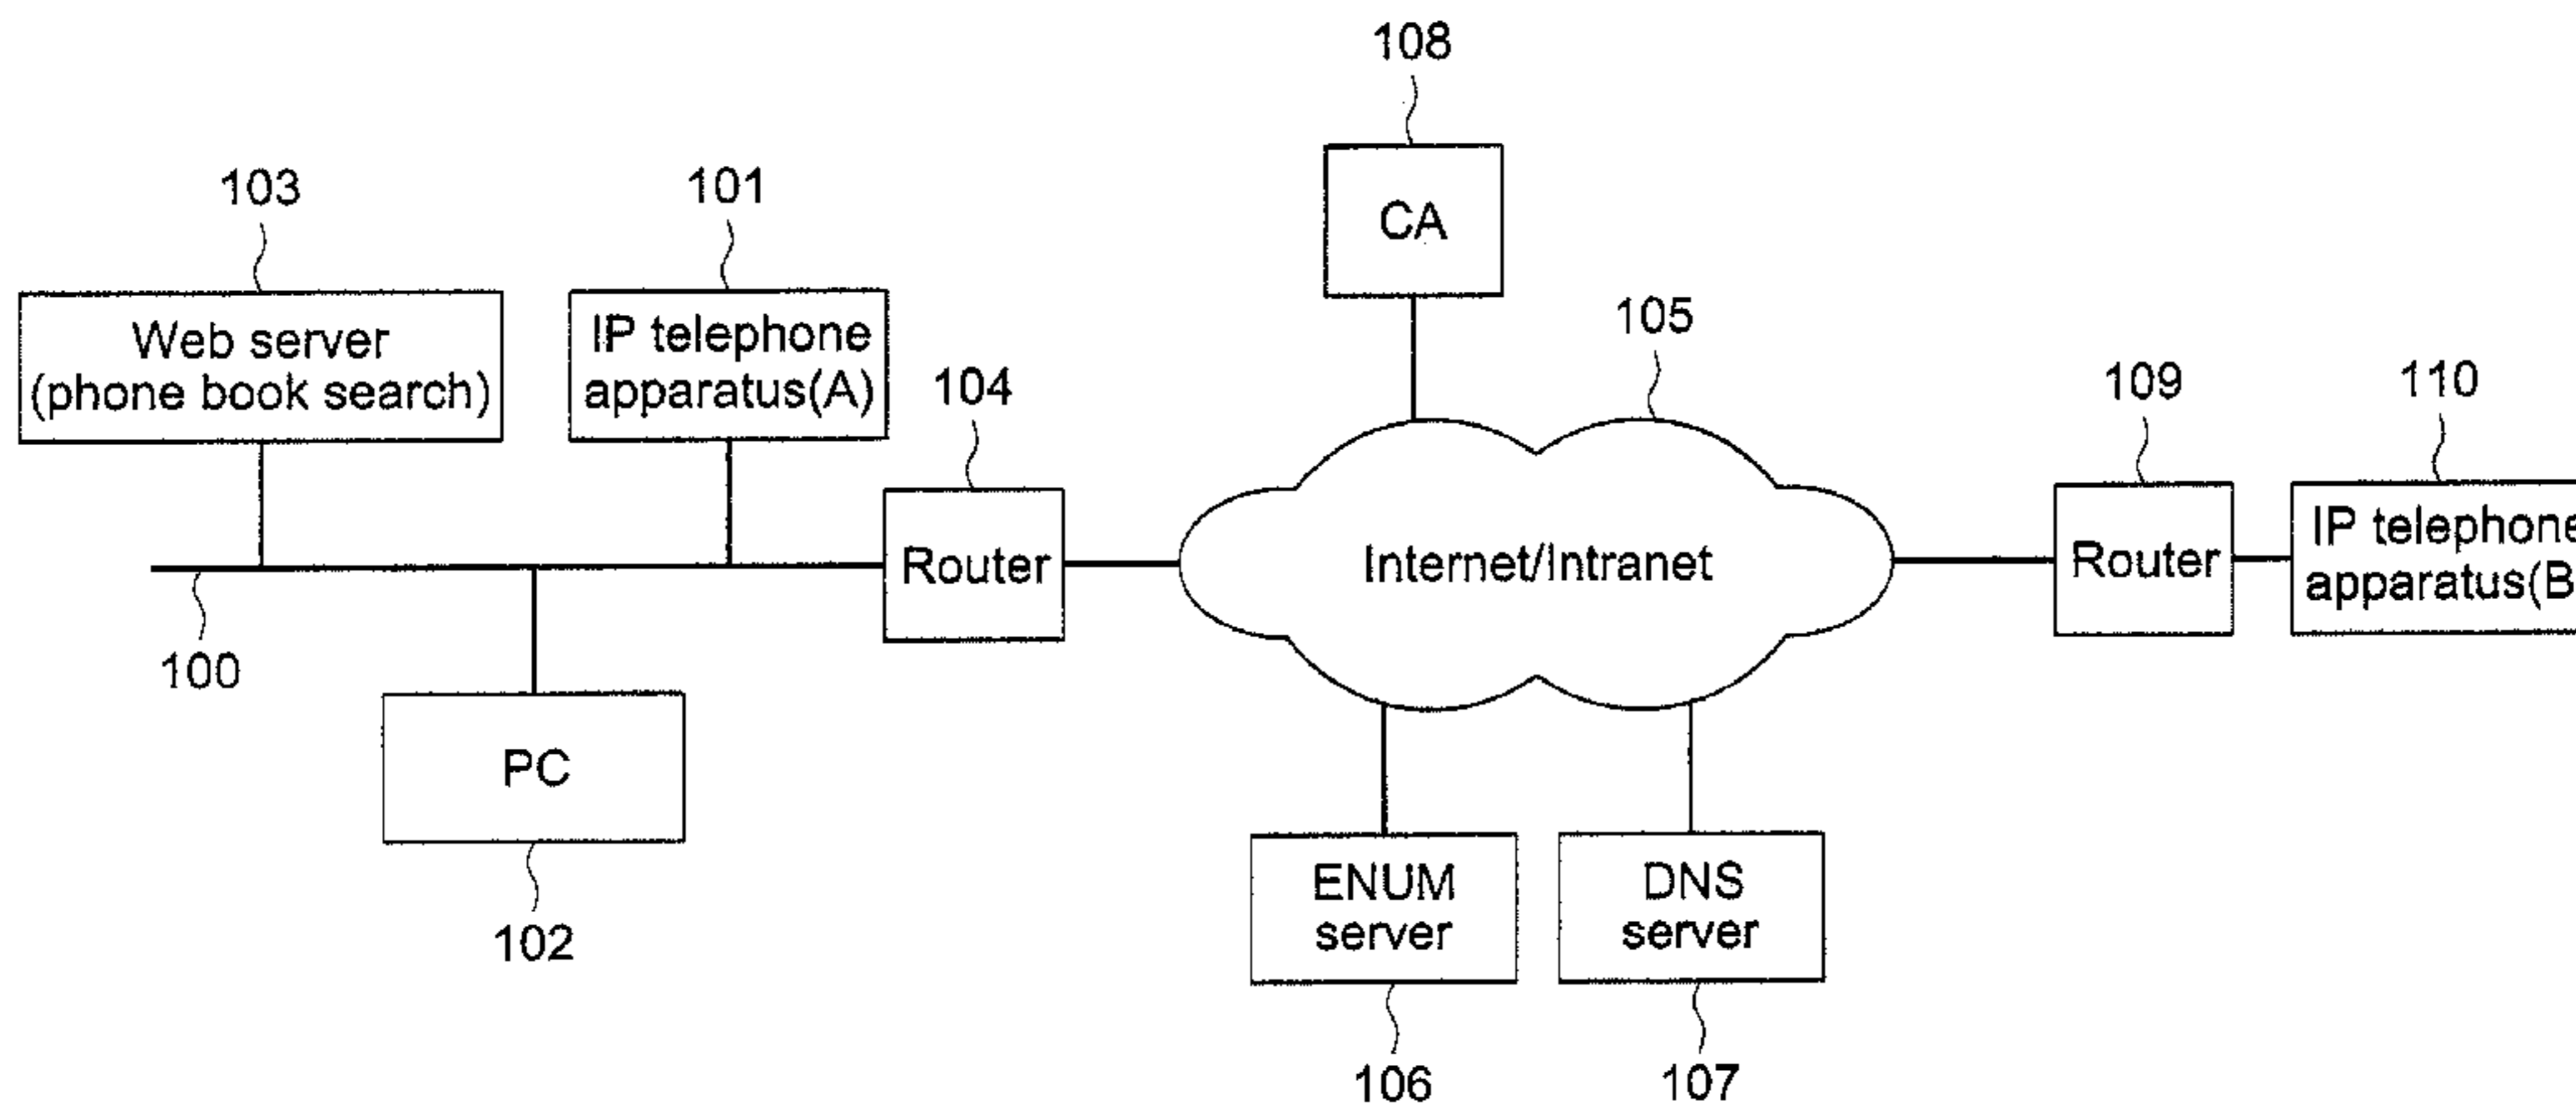 108
103
101
CA
105
Web server
(phone book search)
IP telephone
apparatus(A)
104
109
110
Router
Internet/Intranet
Router
IP telephone
apparatus(B
100
PC
ENUM
server
DNS
server
102
106
107